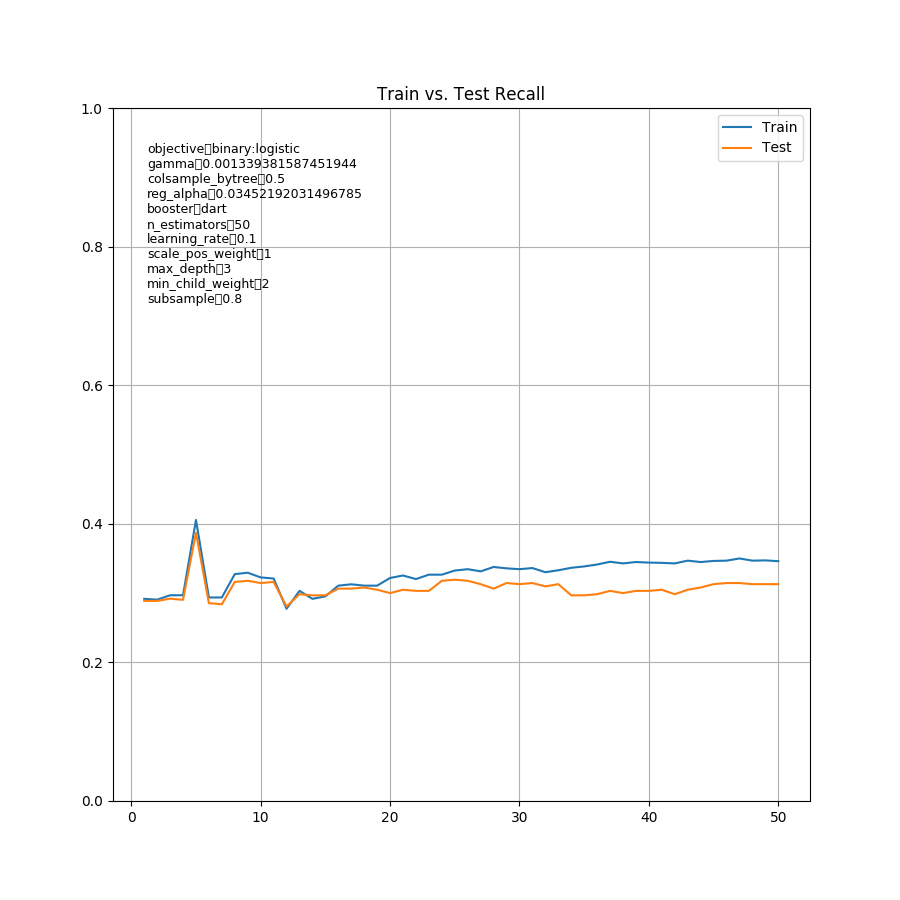 Train vs. Test Recall
1.0
0.8
0.6
0.4
0.2
0.0
objective▯binary:logistic
gamma▯0.001339381587451944
colsample_bytree▯0.5
reg_alpha▯0.03452192031496785
booster▯dart
n_estimators▯50
learning_rate▯0.1
scale_pos_weight▯1
max_depth▯3
min_child_weight▯2
subsample▯0.8
Train
Test
0 10 20 30 40 50